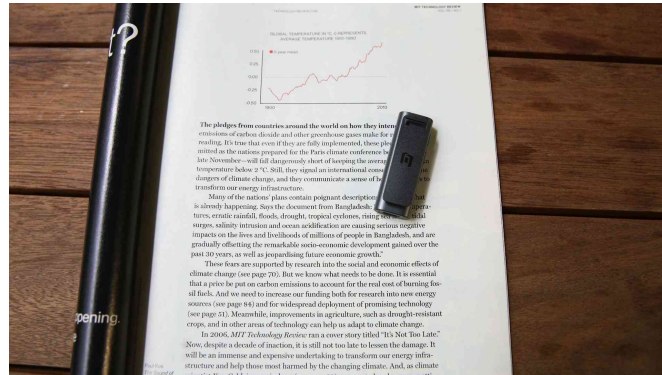 t?
MIT TECHNOLOGY REVIEW
GLOBAL TEMPERATURE IN °C. 0 REPRESENTS
AVERAGE TEMPERATURE 1951–1980
0.50
5-year mean
0.25
0.00
-0.25
-0.50
1900
2010
The pledges from countries around the world on how they inten
emissions of carbon dioxide and other greenhouse gases make for
reading. It's true that even if they are fully implemented, these ple
mitted as the nations prepared for the Paris climate conference
late November—will fall dangerously short of keeping the avera
temperature below 2 °C. Still, they signal an international cons
dangers of climate change, and they communicate a sense of to
transform our energy infrastructure.
Many of the nations' plans contain poignant description at
is already happening. Says the document from Bangladesh: pera-
tures, erratic rainfall, floods, drought, tropical cyclones, rising tidal
surges, salinity intrusion and ocean acidification are causing serious negative
impacts on the lives and livelihoods of millions of people in Bangladesh, and are
gradually offsetting the remarkable socio-economic development gained over the
past 30 years, as well as jeopardising future economic growth."
These fears are supported by research into the social and economic effects of
climate change (see page 70). But we know what needs to be done. It is essential
that a price be put on carbon emissions to account for the real cost of burning fos-
sil fuels. And we need to increase our funding both for research into new energy
sources (see page 84) and for widespread deployment of promising technology
(see page 51). Meanwhile, improvements in agriculture, such as drought-resistant
crops, and in other areas of technology can help us adapt to climate change.
In 2006, MIT Technology Review ran a cover story titled "It's Not Too Late."
Now, despite a decade of inaction, it is still not too late to lessen the damage. It
will be an immense and expensive undertaking to transform our energy infra-
structure and help those most harmed by the changing climate. And, as climate
pening.